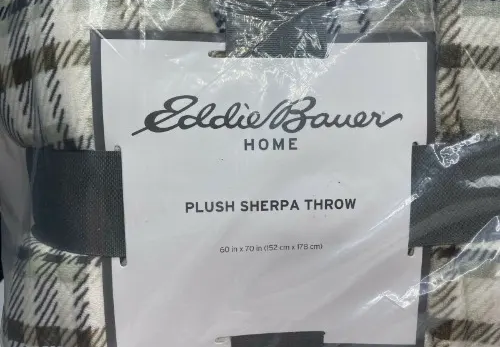 Eddie Bauer
HOME
PLUSH SHERPA THROW
60 in x 70 in (152 cm x 178 cm)